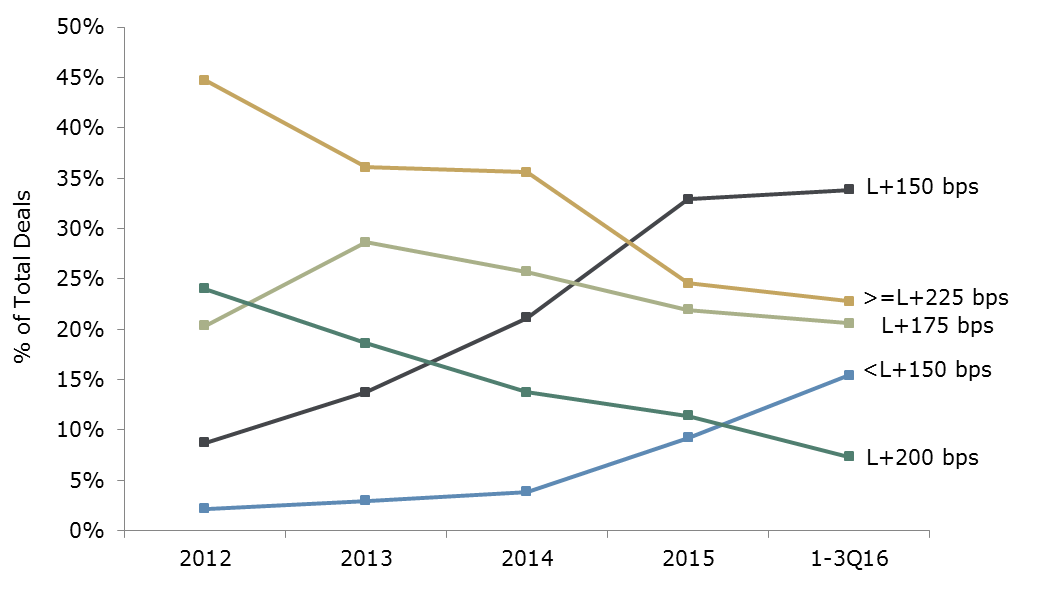 50%
45%
40%
35%
30%
25%
20%
15%
10%
5%
0%
% of Total Deals
L+150 bps
>=L+225 bps
L+175 bps
<L+150 bps
L+200 bps
2012 2013 2014 2015 1-3Q16